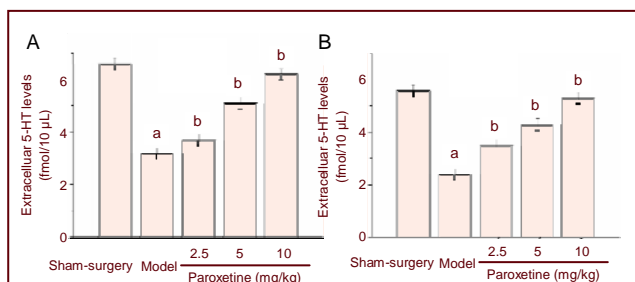 A
Extracelluar 5-HT levels
(fmol/10 µL)
6
4
2
0
a
b
b
b
2.5
5
10
Sham-surgery
Model
Paroxetine (mg/kg)
B
Extracelluar 5-HT levels
(fmol/10 µL)
6
4
2
0
a
b
b
b
2.5
5
10
Sham-surgery
Model
Paroxetine (mg/kg)